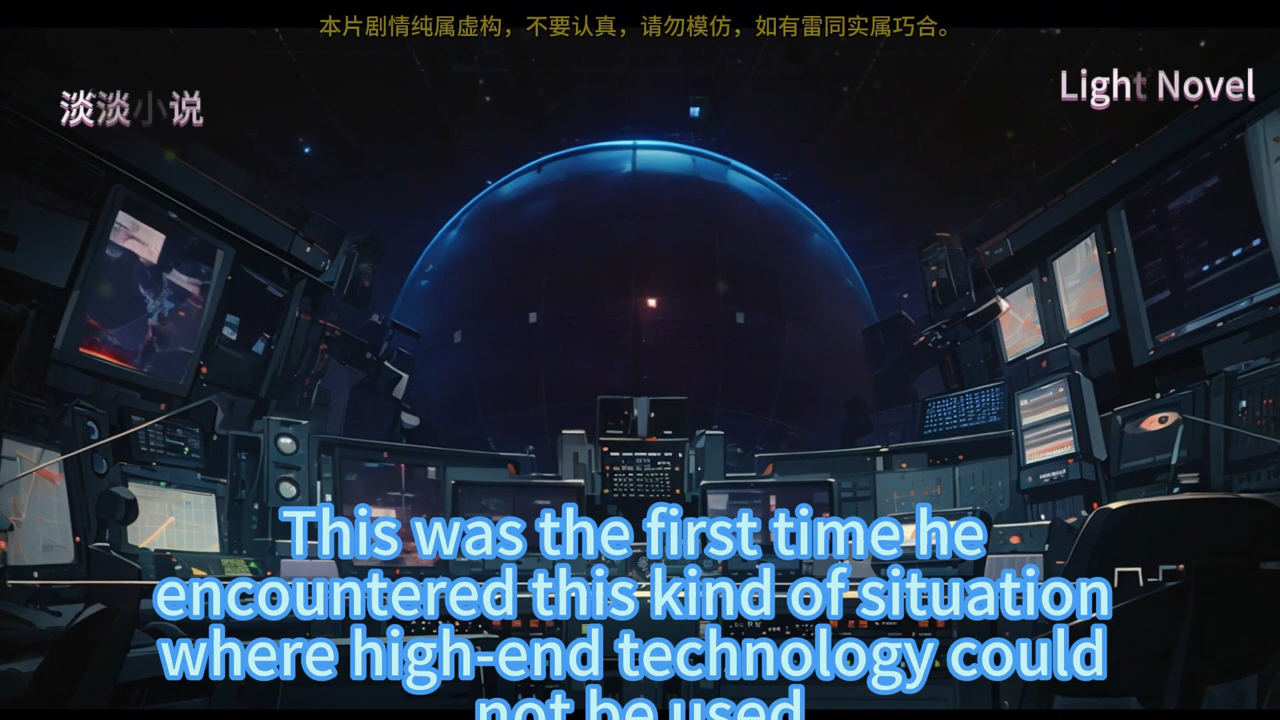 本片剧情纯属虚构，不要认真，请勿模仿，如有雷同实属巧合。
淡淡小说
Light Novel
This was the first time he
encountered this kind of situation
where high-end technology could
not be used